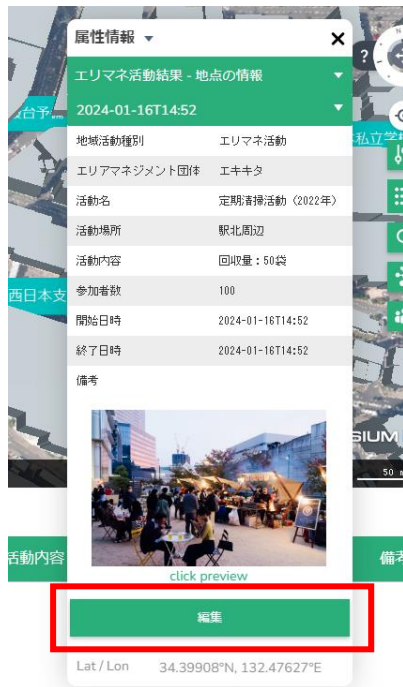 属性情報 ▼ ×
?
エリマネ活動結果 - 地点の情報 ▼
台予
2024-01-16T14:52 ▼
私立学校
地域活動種別 エリマネ活動
エリアマネジメント団体 エキキタ
活動名 定期清掃活動（2022年）
活動場所 駅北周辺
活動内容 回収量：50袋
西日本支
参加者数 100
開始日時 2024-01-16T14:52
終了日時 2024-01-16T14:52
備考
SIUM
50
活動内容
備考
click preview
編集
Lat / Lon 34.39908°N, 132.47627°E